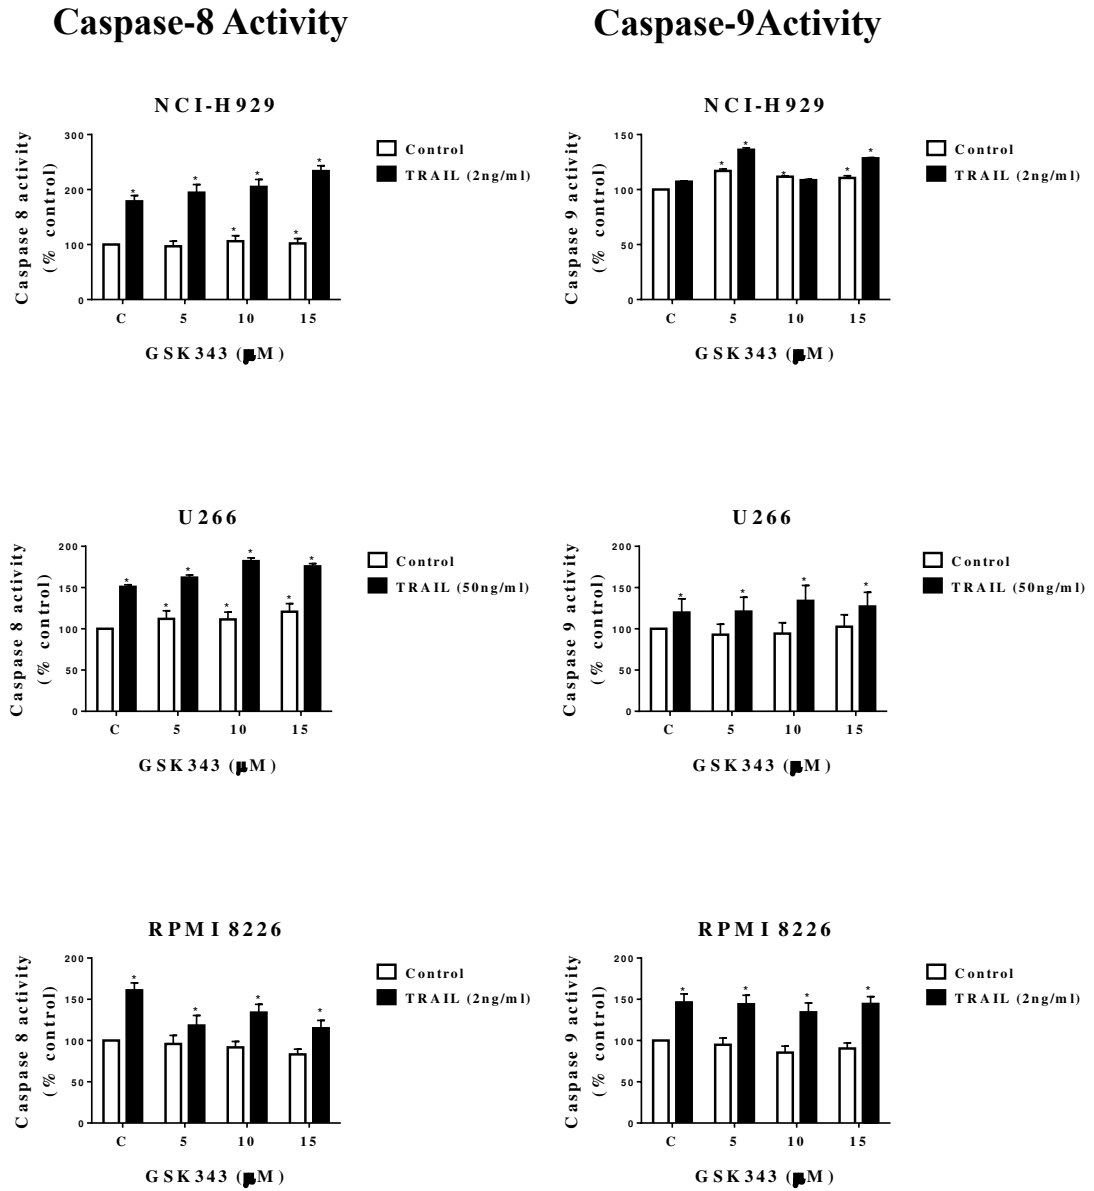 Caspase-8 Activity
Caspase-9Activity
NCI-H929
Caspase 8 activity
(% control)
300
200
100
0
*
*
*
*
*
*
C 5 10 15
GSK343 (μM)
Control
TRAIL (2ng/ml)
NCI-H929
Caspase 9 activity
(% control)
150
100
50
0
*
*
*
*
*
C 5 10 15
GSK343 (μM)
Control
TRAIL (2ng/ml)
U266
Caspase 8 activity
(% control)
200
150
100
50
0
*
*
*
*
*
*
*
C 5 10 15
GSK343 (μM)
Control
TRAIL (50ng/ml)
U266
Caspase 9 activity
(% control)
200
150
100
50
0
*
*
*
*
C 5 10 15
GSK343 (μM)
Control
TRAIL (50ng/ml)
RPMI 8226
Caspase 8 activity
(% control)
200
150
100
50
0
*
*
*
*
C 5 10 15
GSK343 (μM)
Control
TRAIL (2ng/ml)
RPMI 8226
Caspase 9 activity
(% control)
200
150
100
50
0
*
*
*
*
C 5 10 15
GSK343 (μM)
Control
TRAIL (2ng/ml)